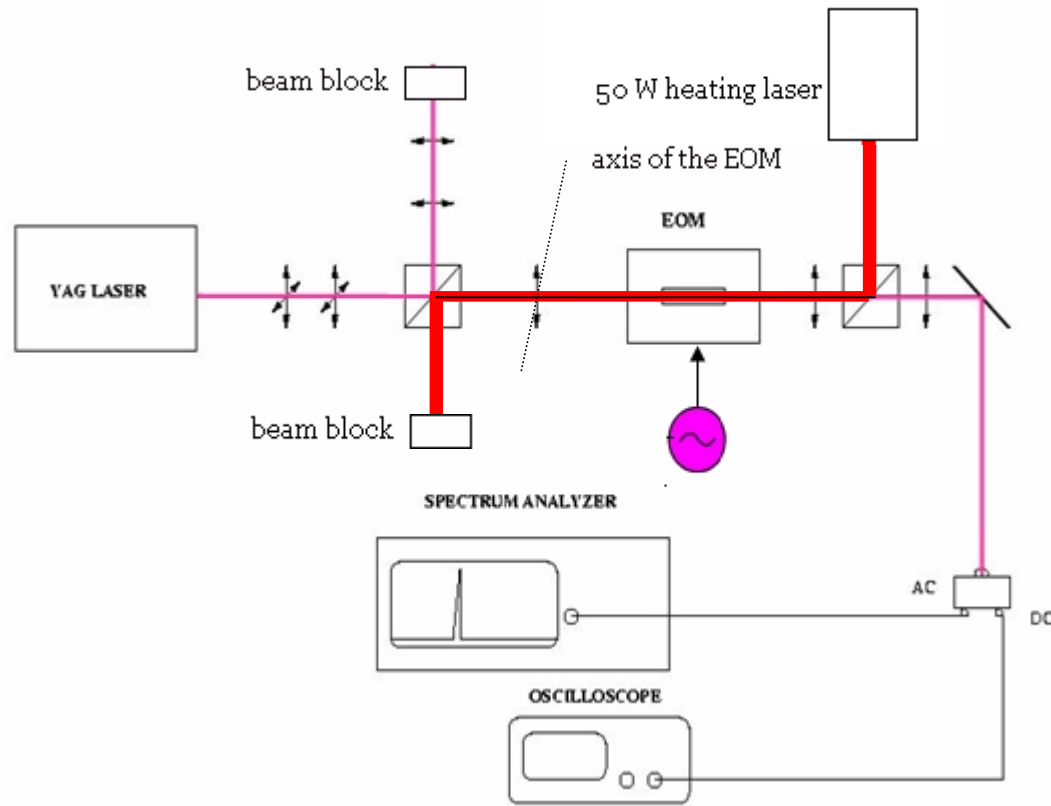 beam block
50 W heating laser
axis of the EOM
EOM
YAG LASER
beam block
SPECTRUM ANALYZER
AC
DC
OSCILLOSCOPE